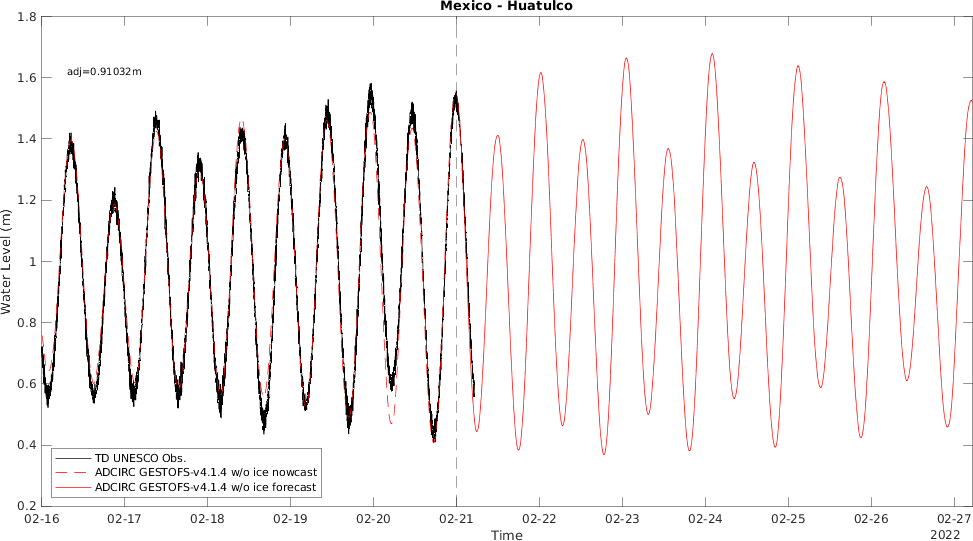 Mexico - Huatulco
1.8
1.6
1.4
1.2
1
0.8
0.6
0.4
0.2
Water Level (m)
adj=0.91032m
TD UNESCO Obs.
ADCIRC GESTOFS-v4.1.4 w/o ice nowcast
ADCIRC GESTOFS-v4.1.4 w/o ice forecast
02-16 02-17 02-18 02-19 02-20 02-21 02-22 02-23 02-24 02-25 02-26 02-27
Time
2022